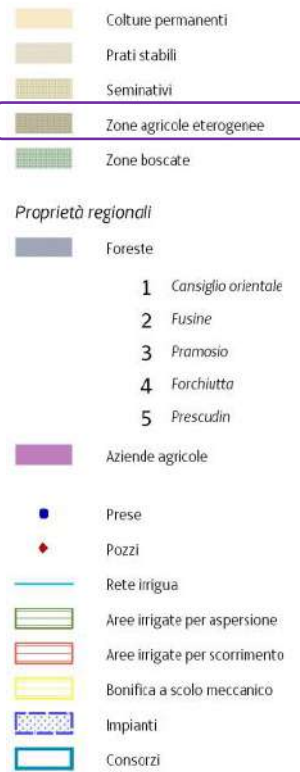 Colture permanenti
Prati stabili
Seminativi
Zone agricole eterogenee
Zone boscate
Proprietà regionali
Foreste
1 Cansiglio orientale
2 Fusine
3 Pramosio
4 Forchiutta
5 Prescudin
Aziende agricole
Prese
Pozzi
Rete irrigua
Aree irrigate per aspersione
Aree irrigate per scorrimento
Bonifica a scolo meccanico
Impianti
Consorzi